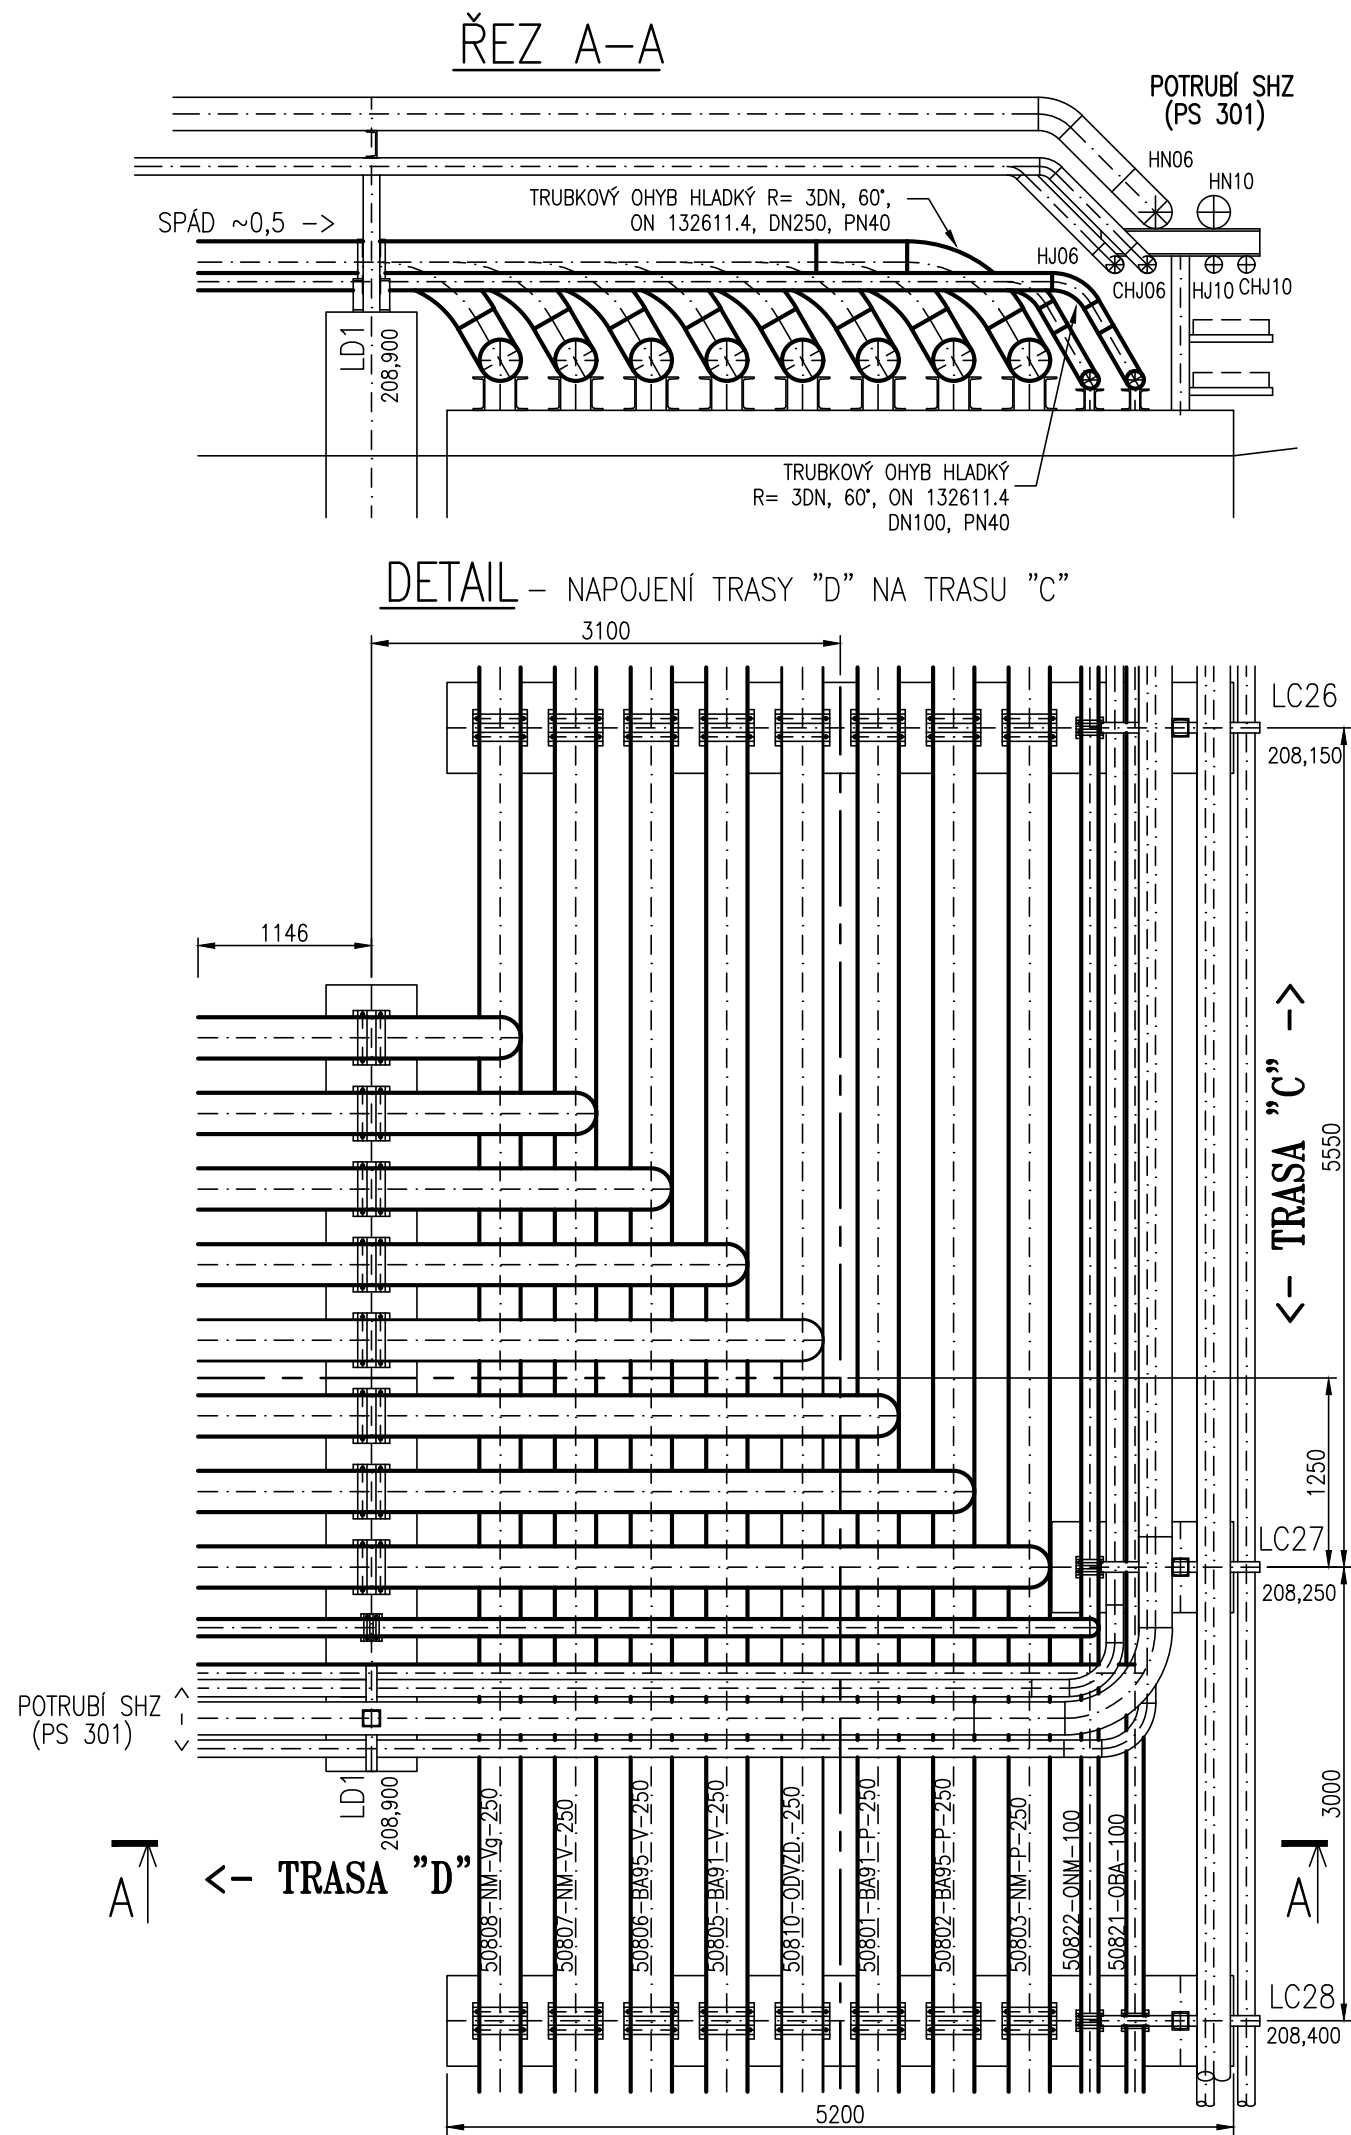 ŘEZ A-A
POTRUBÍ SHZ
(PS 301)
HN06
HN10
TRUBKOVÝ OHYB HLADKÝ R= 3DN, 60°,
ON 132611.4, DN250, PN40
SPÁD ~0,5 ->
HJ06
CHJ06
HJ10
CHJ10
LD1
208,900
TRUBKOVÝ OHYB HLADKÝ
R= 3DN, 60°, ON 132611.4
DN100, PN40
DETAIL - NAPOJENÍ TRASY "D" NA TRASU "C"
3100
LC26
208,150
1146
<- TRASA "C" ->
5550
1250
LC27
208,250
POTRUBÍ SHZ
(PS 301)
<- ->
3000
LD1
208,900
50808-NM-Vg.-250
50807-NM-V-250
50806-BA95-V-250
50805-BA91-V-250
50810-ODVZD.-250
50801-BA91-P-250
50802-BA95-P-250
50803-NM-P-250
50822-ONM-100
50821-OBA-100
A
<- TRASA "D"
A
LC28
208,400
5200